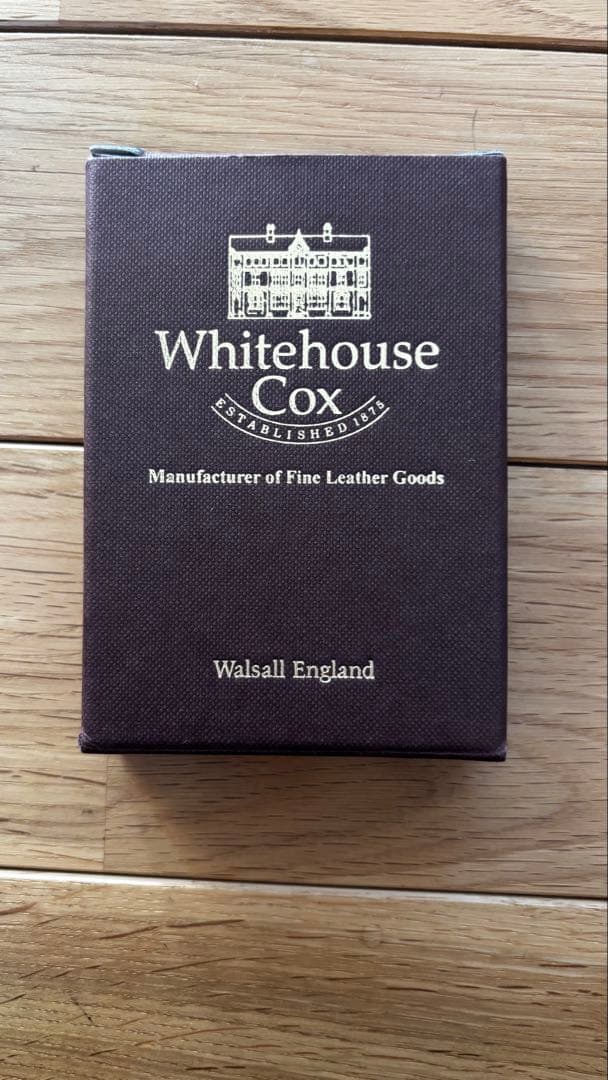 Whitehouse
Cox
ESTABLISHED 1875
Manufacturer of Fine Leather Goods
Walsall England